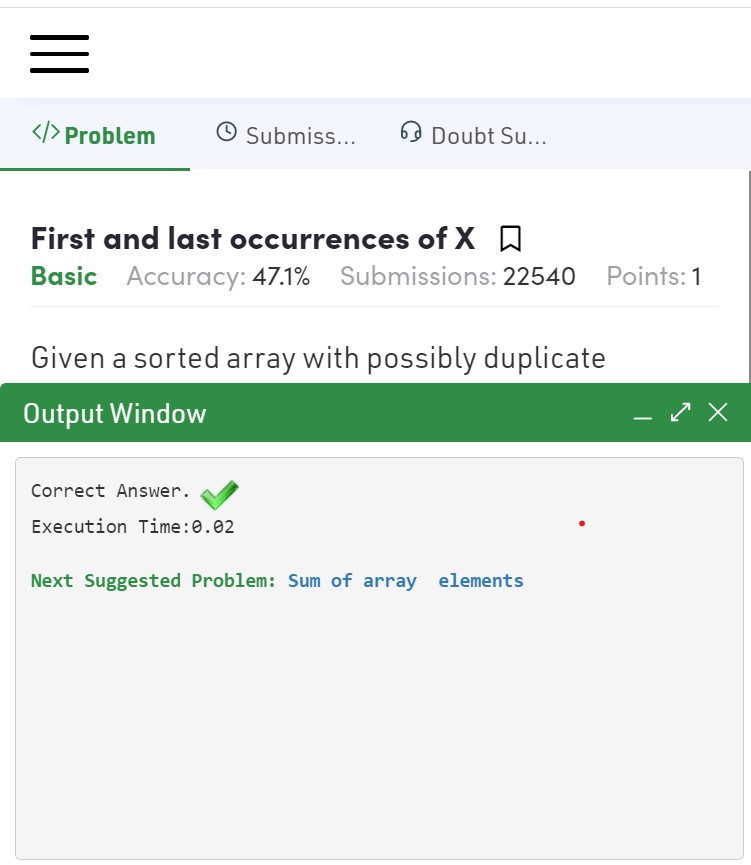 </> Problem Submiss... Doubt Su...
First and last occurrences of X
Basic Accuracy: 47.1% Submissions: 22540 Points: 1
Given a sorted array with possibly duplicate
Output Window
Correct Answer.
Execution Time:0.02
Next Suggested Problem: Sum of array elements